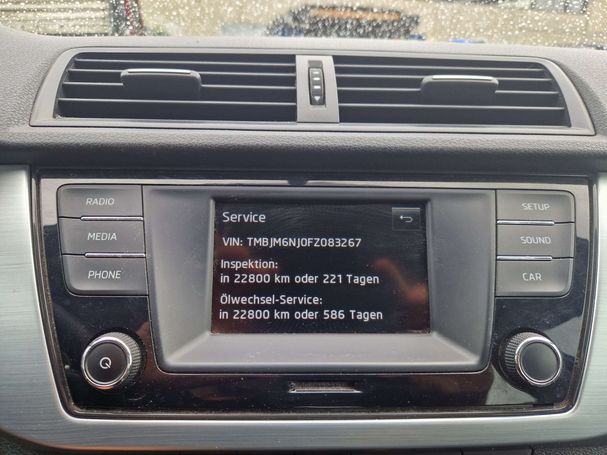 RADIO
MEDIA
PHONE
Service
VIN: TMBJM6NJ0FZ083267
Inspektion:
in 22800 km oder 221 Tagen
Ölwechsel-Service:
in 22800 km oder 586 Tagen
SETUP
SOUND
CAR